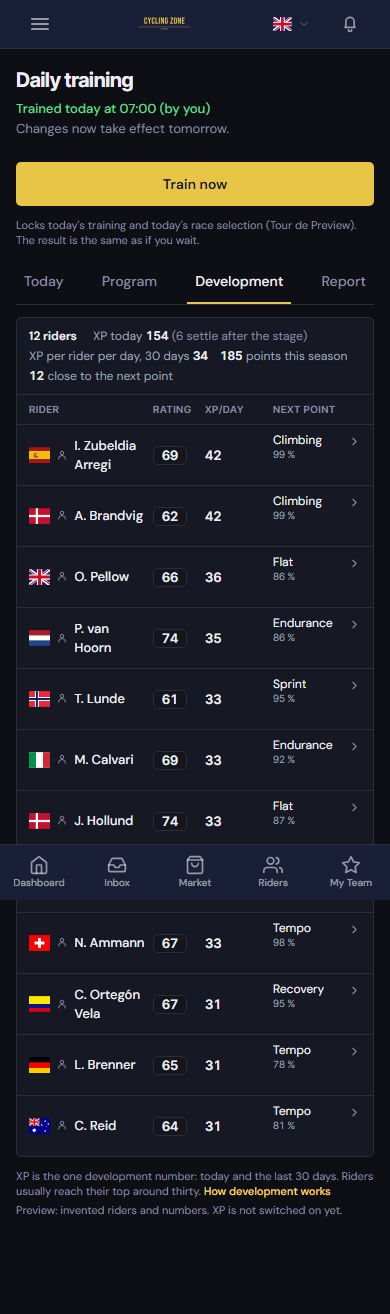 CYCLING ZONE
Daily training
Trained today at 07:00 (by you)
Changes now take effect tomorrow.
Train now
Locks today's training and today's race selection (Tour de Preview).
The result is the same as if you wait.
Today Program Development Report
12 riders XP today 154 (6 settle after the stage)
XP per rider per day, 30 days 34 185 points this season
12 close to the next point
RIDER RATING XP/DAY NEXT POINT
I. Zubeldia Arregi 69 42 Climbing
99 %
A. Brandvig 62 42 Climbing
99 %
O. Pellow 66 36 Flat
86 %
P. van Hoorn 74 35 Endurance
86 %
T. Lunde 61 33 Sprint
95 %
M. Calvari 69 33 Endurance
92 %
J. Hollund 74 33 Flat
87 %
Dashboard Inbox Market Riders My Team
N. Ammann 67 33 Tempo
98 %
C. Ortegón Vela 67 31 Recovery
95 %
L. Brenner 65 31 Tempo
78 %
C. Reid 64 31 Tempo
81 %
XP is the one development number: today and the last 30 days. Riders
usually reach their top around thirty. How development works
Preview: invented riders and numbers. XP is not switched on yet.